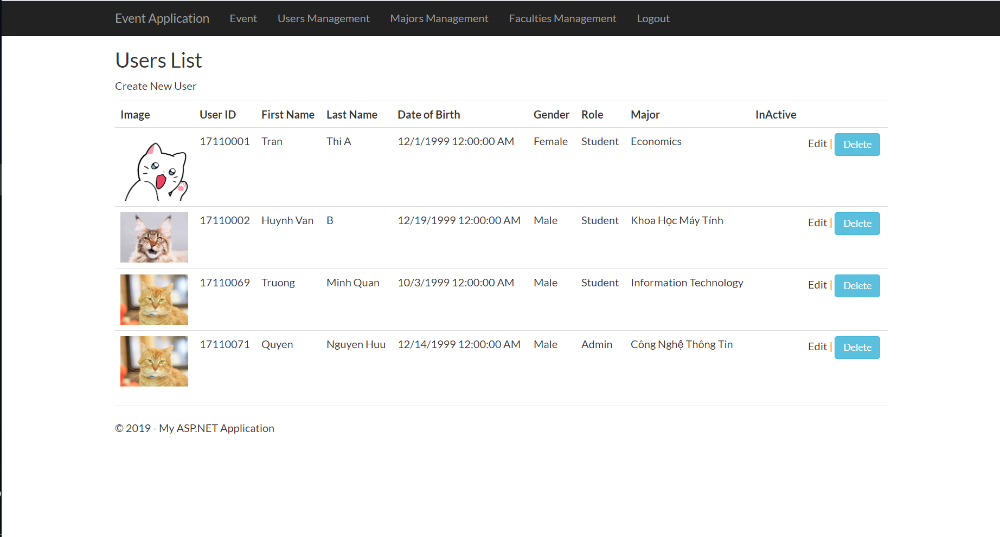 Event Application Event Users Management Majors Management Faculties Management Logout
Users List
Create New User
Image User ID First Name Last Name Date of Birth Gender Role Major InActive
17110001 Tran Thi A 12/1/1999 12:00:00 AM Female Student Economics Edit | Delete
17110002 Huynh Van B 12/19/1999 12:00:00 AM Male Student Khoa Học Máy Tính Edit | Delete
17110069 Truong Minh Quan 10/3/1999 12:00:00 AM Male Student Information Technology Edit | Delete
17110071 Quyen Nguyen Huu 12/14/1999 12:00:00 AM Male Admin Công Nghệ Thông Tin Edit | Delete
© 2019 - My ASP.NET Application